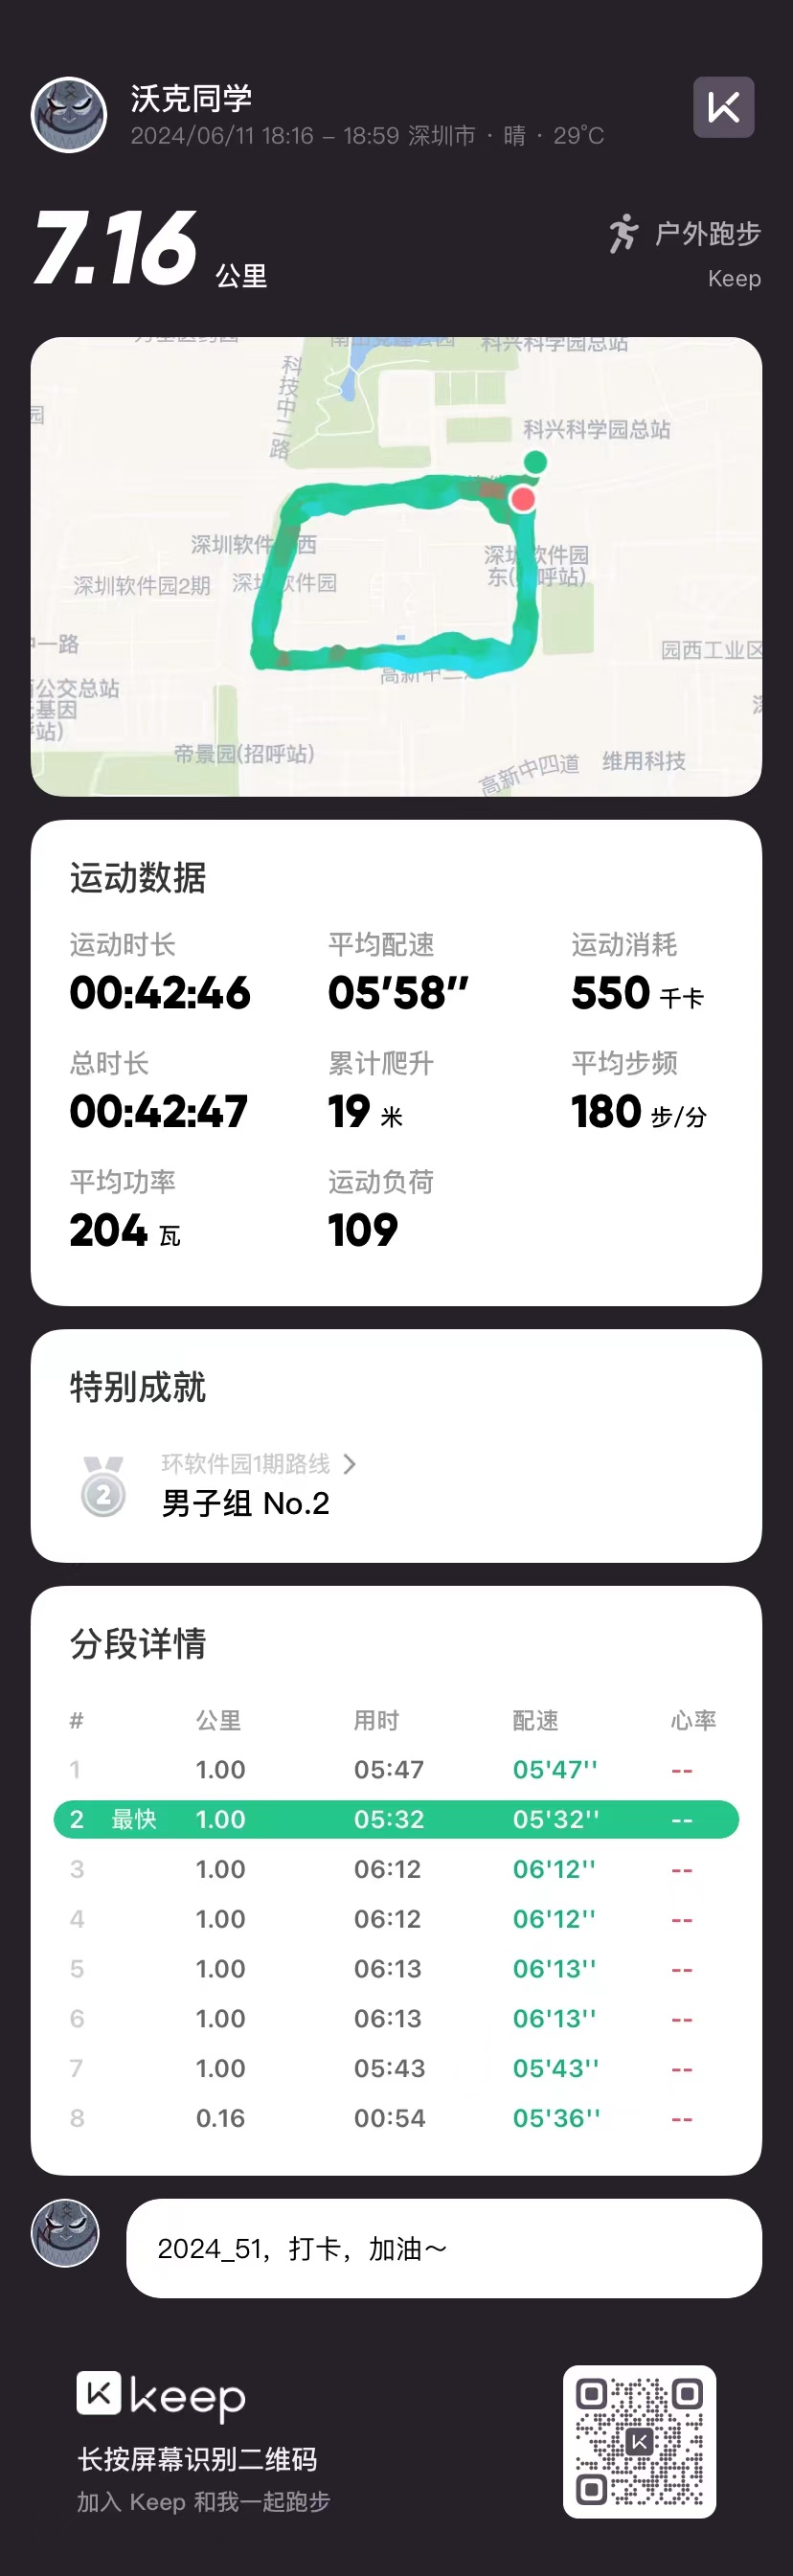 沃克同学
2024/06/11 18:16 – 18:59 深圳市 · 晴 · 29°C
7.16 公里
户外跑步
Keep
科兴科学园总站
科技中二路
科兴科学园总站
深圳软件 西
深圳软件园
东(招呼站)
深圳软件园2期
深圳软件园
中一路
园西工业区
公交总站
基因
站)
高新中二道
帝景园(招呼站)
高新中四道
维用科技
运动数据
运动时长 平均配速 运动消耗
00:42:46 05'58'' 550 千卡
总时长 累计爬升 平均步频
00:42:47 19 米 180 步/分
平均功率 运动负荷
204 瓦 109
特别成就
2
环软件园1期路线 >
男子组 No.2
分段详情
# 公里 用时 配速 心率
1 1.00 05:47 05'47'' --
2 最快 1.00 05:32 05'32'' --
3 1.00 06:12 06'12'' --
4 1.00 06:12 06'12'' --
5 1.00 06:13 06'13'' --
6 1.00 06:13 06'13'' --
7 1.00 05:43 05'43'' --
8 0.16 00:54 05'36'' --
2024_51，打卡，加油～
keep
长按屏幕识别二维码
加入 Keep 和我一起跑步